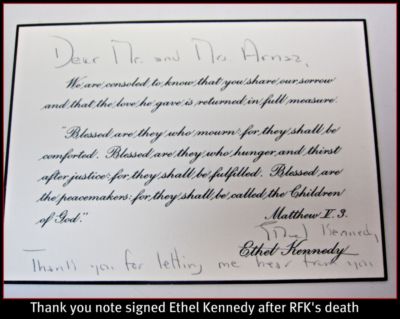 Dear Mr. and Mrs Arnaz,
We are consoled to know that you share our sorrow
and that the love he gave is returned in full measure.
"Blessed are they who mourn: for they shall be
comforted. Blessed are they who hunger and thirst
after justice: for they shall be fulfilled. Blessed are
the peacemakers: for they shall be called the Children
of God."
Matthew V. 3.
Kennedy
Ethel Kennedy
Thank you for letting me hear from you
Thank you note signed Ethel Kennedy after RFK's death